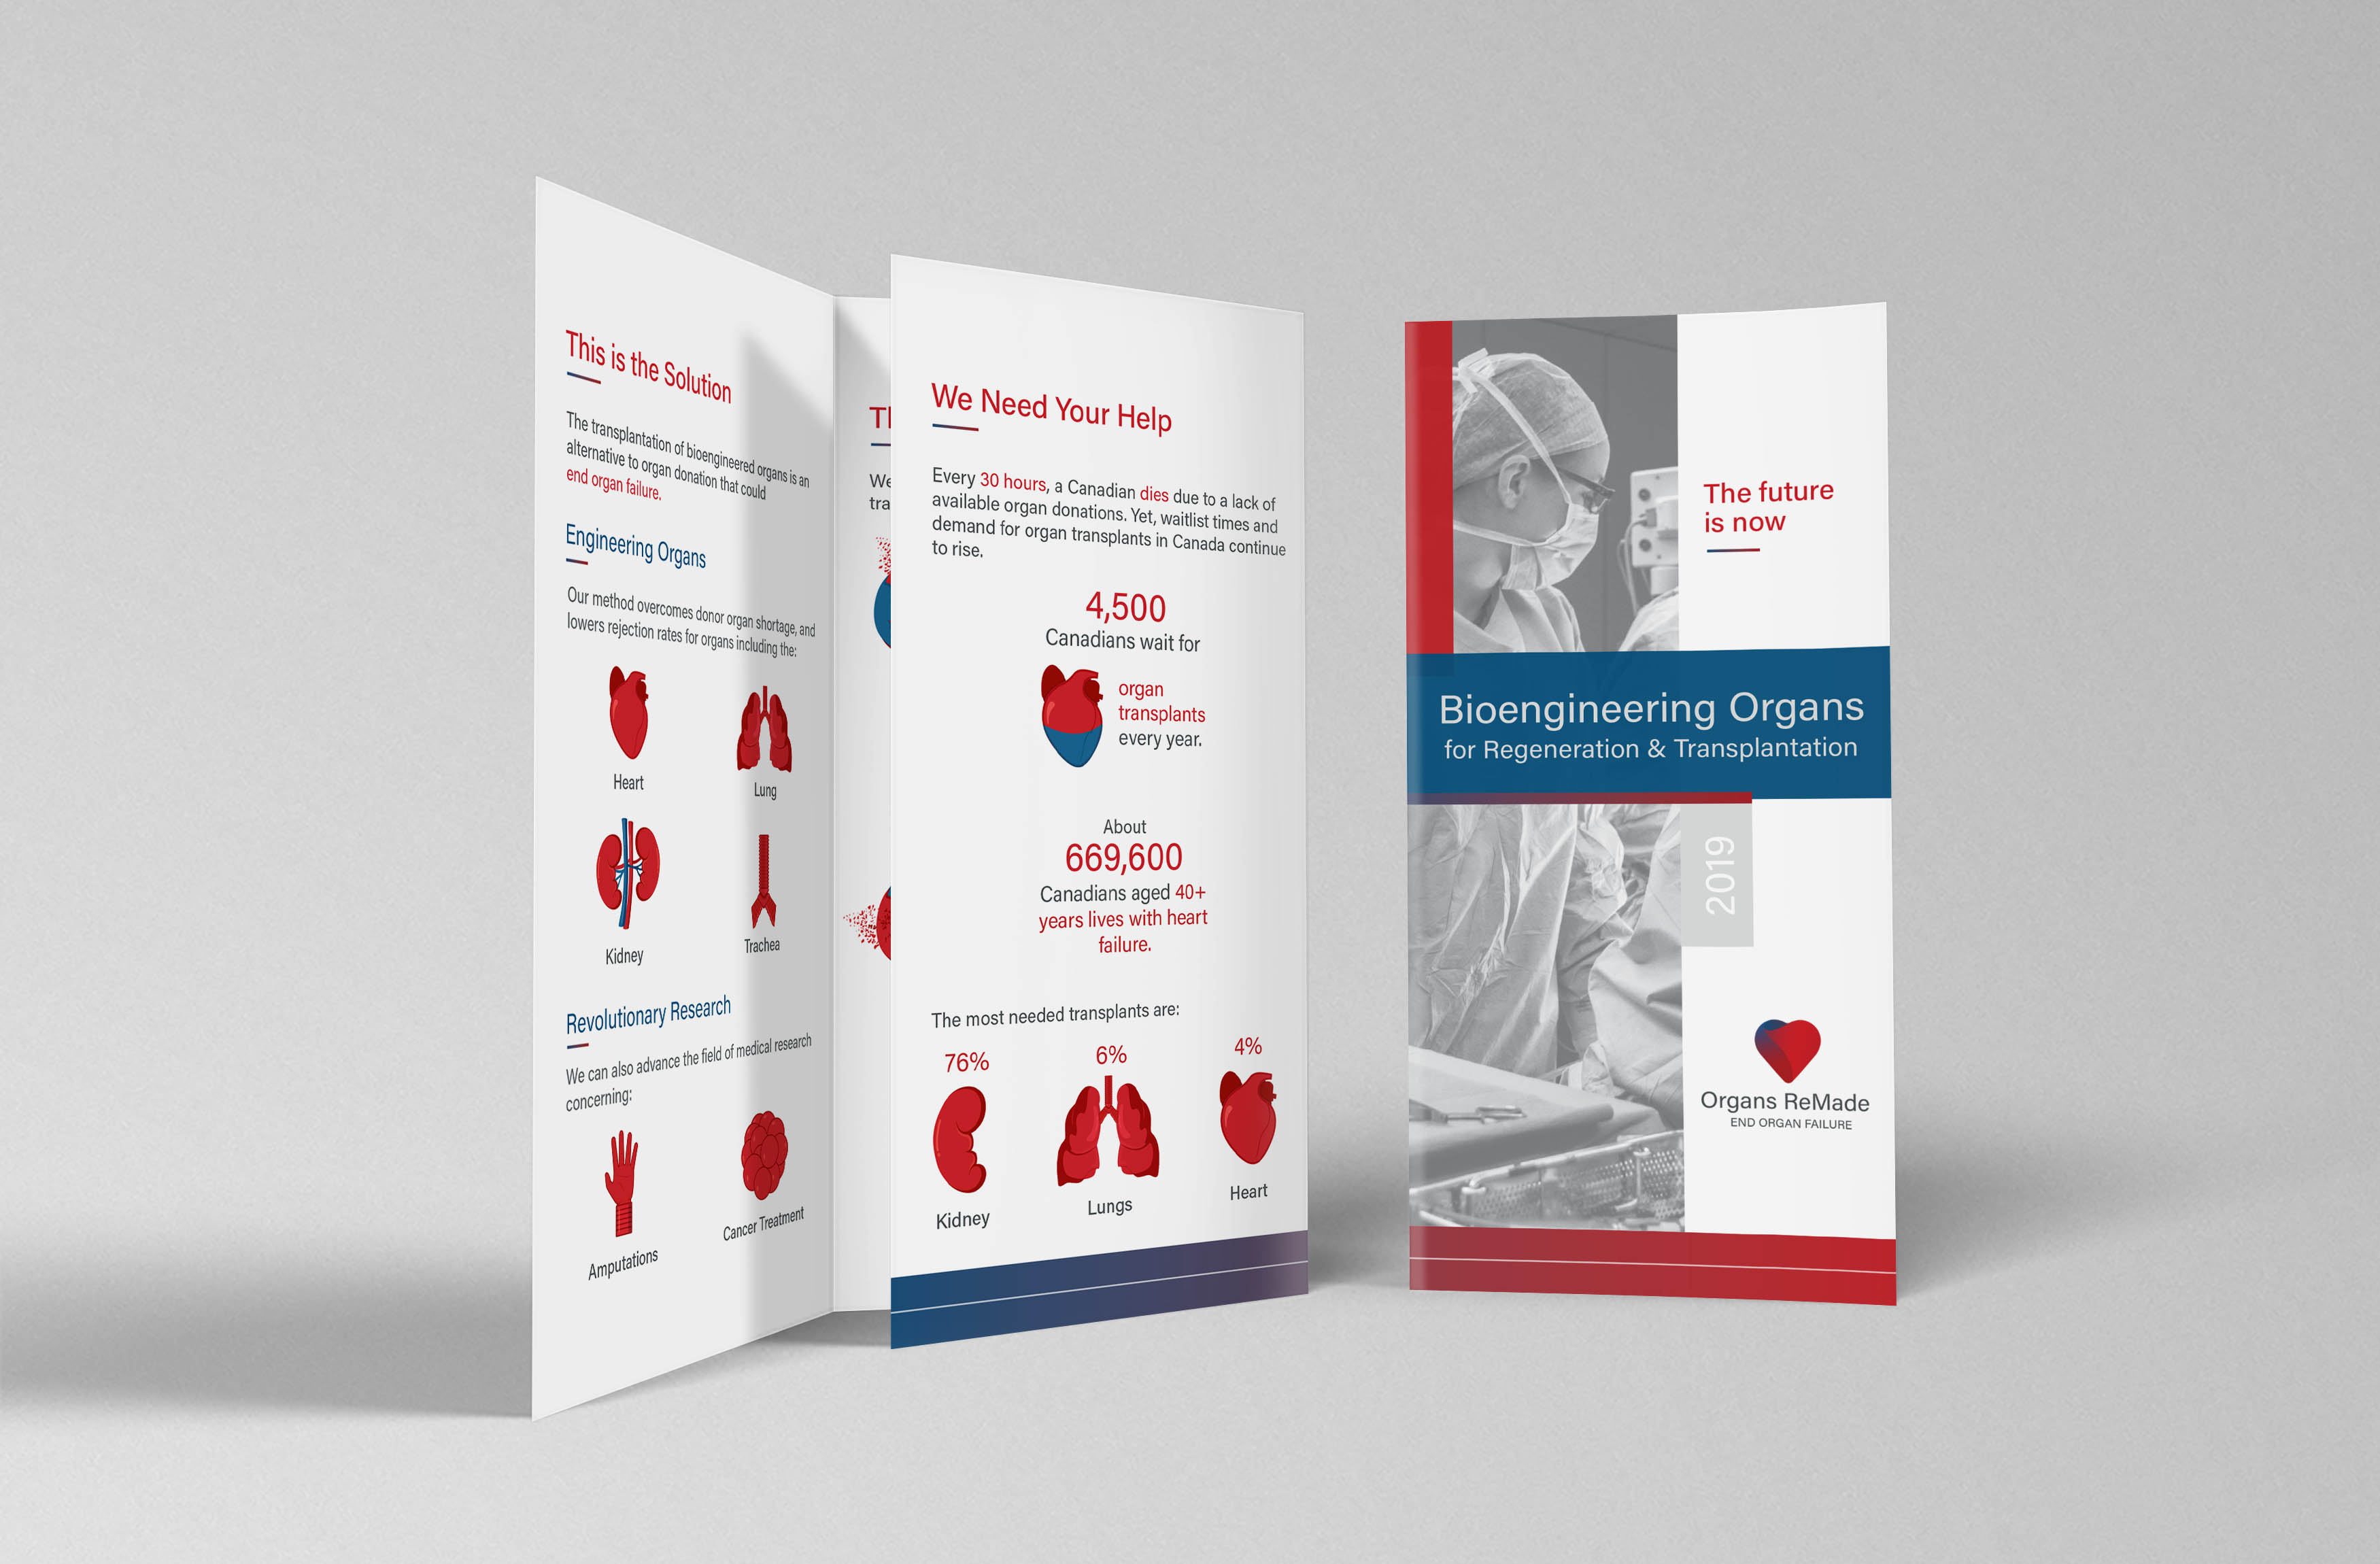 This is the Solution
The transplantation of bioengineered organs is an
alternative to organ donation that could
end organ failure.
Engineering Organs
Our method overcomes donor organ shortage, and
lowers rejection rates for organs including the:
Heart
Lung
Kidney
Trachea
Revolutionary Research
We can also advance the field of medical research
concerning:
Amputations
Cancer Treatment
We
tra
We Need Your Help
Every 30 hours, a Canadian dies due to a lack of
available organ donations. Yet, waitlist times and
demand for organ transplants in Canada continue
to rise.
4,500
Canadians wait for
organ
transplants
every year.
About
669,600
Canadians aged 40+
years lives with heart
failure.
The most needed transplants are:
76%
6%
4%
Kidney
Lungs
Heart
The future
is now
Bioengineering Organs
for Regeneration & Transplantation
2019
Organs ReMade
END ORGAN FAILURE